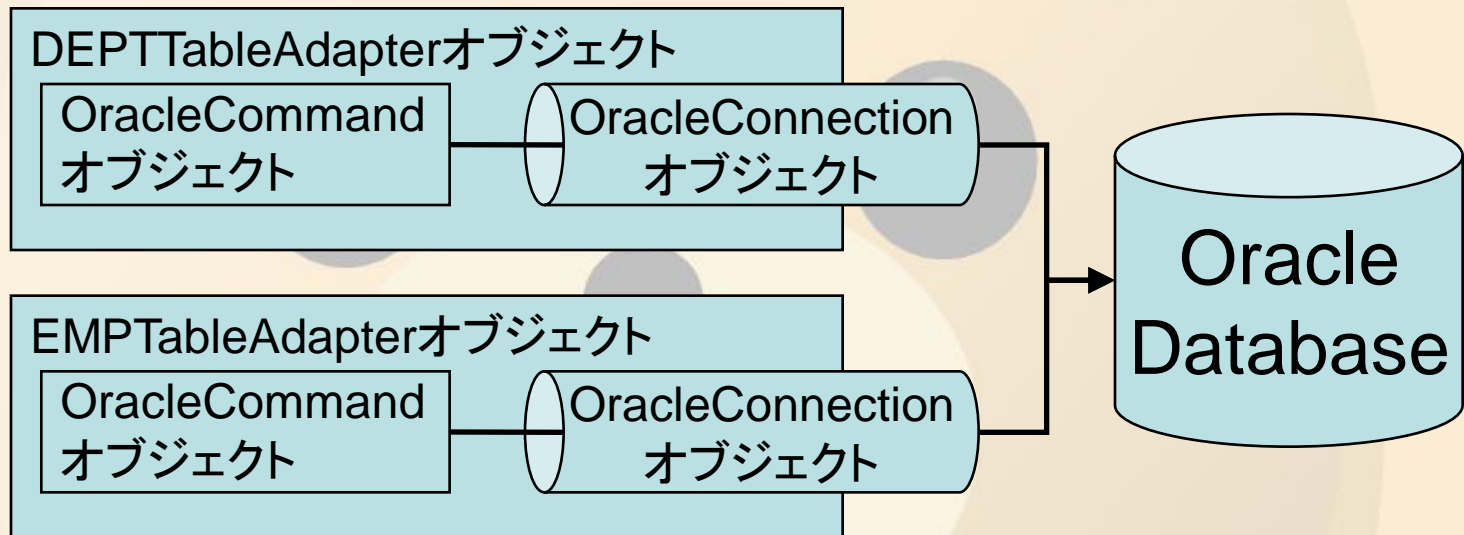 DEPTTableAdapterオブジェクト
OracleCommand
オブジェクト
OracleConnection
オブジェクト
EMPTableAdapterオブジェクト
OracleCommand
オブジェクト
OracleConnection
オブジェクト
Oracle
Database